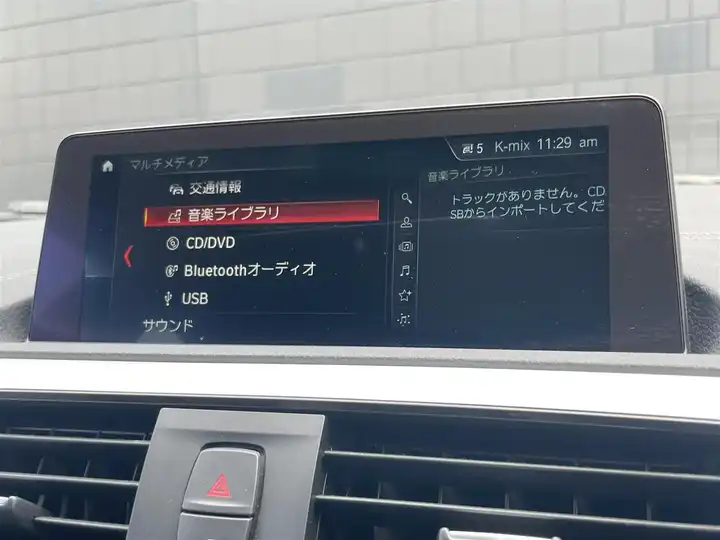 マルチメディア
5 K-mix 11:29 am
交通情報
音楽ライブラリ
CD/DVD
Bluetoothオーディオ
USB
サウンド
音楽ライブラリ
トラックがありません。CD
SBからインポートしてくだ